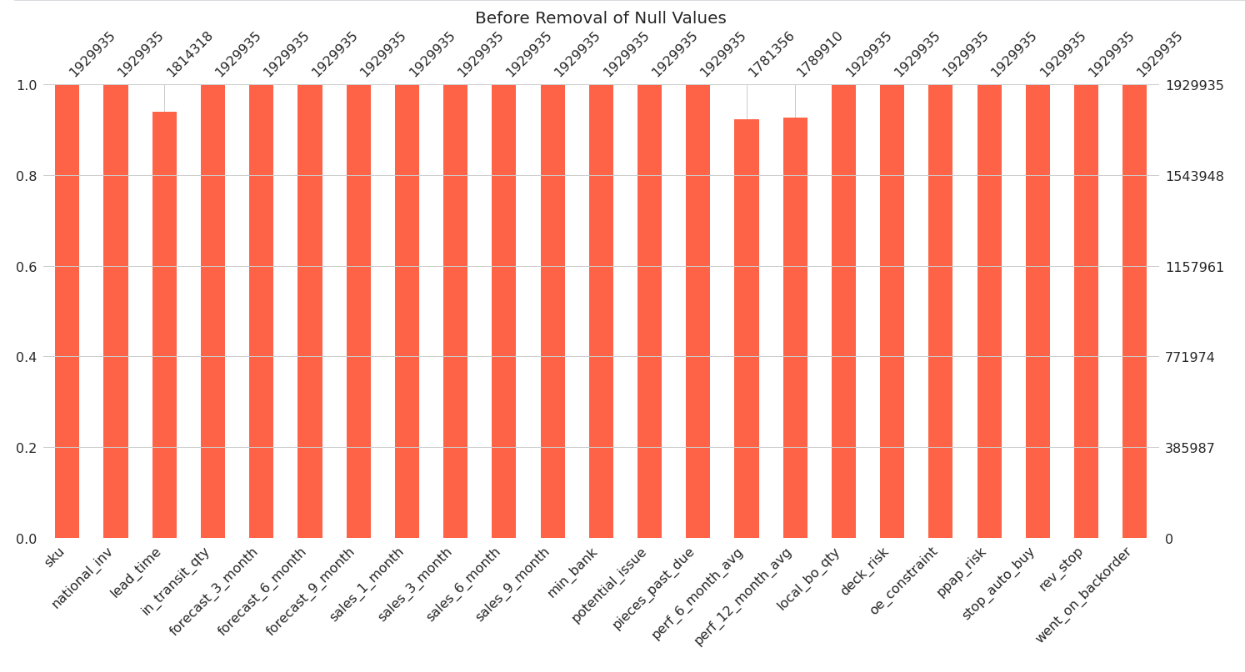 Before Removal of Null Values
1929935
1929935
1814318
1929935
1929935
1929935
1929935
1929935
1929935
1929935
1929935
1929935
1929935
1929935
1781356
1789910
1929935
1929935
1929935
1929935
1929935
1929935
1929935
1.0
1929935
0.8
1543948
0.6
1157961
0.4
771974
0.2
385987
0.0
0
sku
national_inv
lead_time
in_transit_qty
forecast_3_month
forecast_6_month
forecast_9_month
sales_1_month
sales_3_month
sales_6_month
sales_9_month
min_bank
potential_issue
pieces_past_due
perf_6_month_avg
perf_12_month_avg
local_bo_qty
deck_risk
oe_constraint
ppap_risk
stop_auto_buy
rev_stop
went_on_backorder